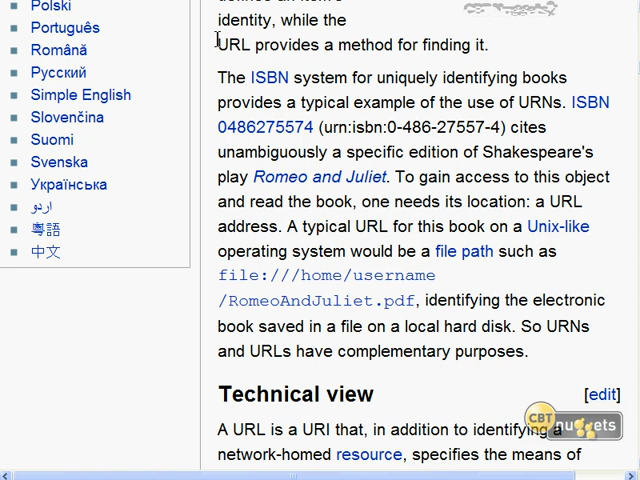 Polski
Português
Română
Русский
Simple English
Slovenčina
Suomi
Svenska
Українська
اردو
粵語
中文
identity, while the
URL provides a method for finding it.
The ISBN system for uniquely identifying books
provides a typical example of the use of URNs. ISBN
0486275574 (urn:isbn:0-486-27557-4) cites
unambiguously a specific edition of Shakespeare's
play Romeo and Juliet. To gain access to this object
and read the book, one needs its location: a URL
address. A typical URL for this book on a Unix-like
operating system would be a file path such as
file:///home/username
/RomeoAndJuliet.pdf, identifying the electronic
book saved in a file on a local hard disk. So URNs
and URLs have complementary purposes.
Technical view [edit]
A URL is a URI that, in addition to identifying a
network-homed resource, specifies the means of
CBT nuggets